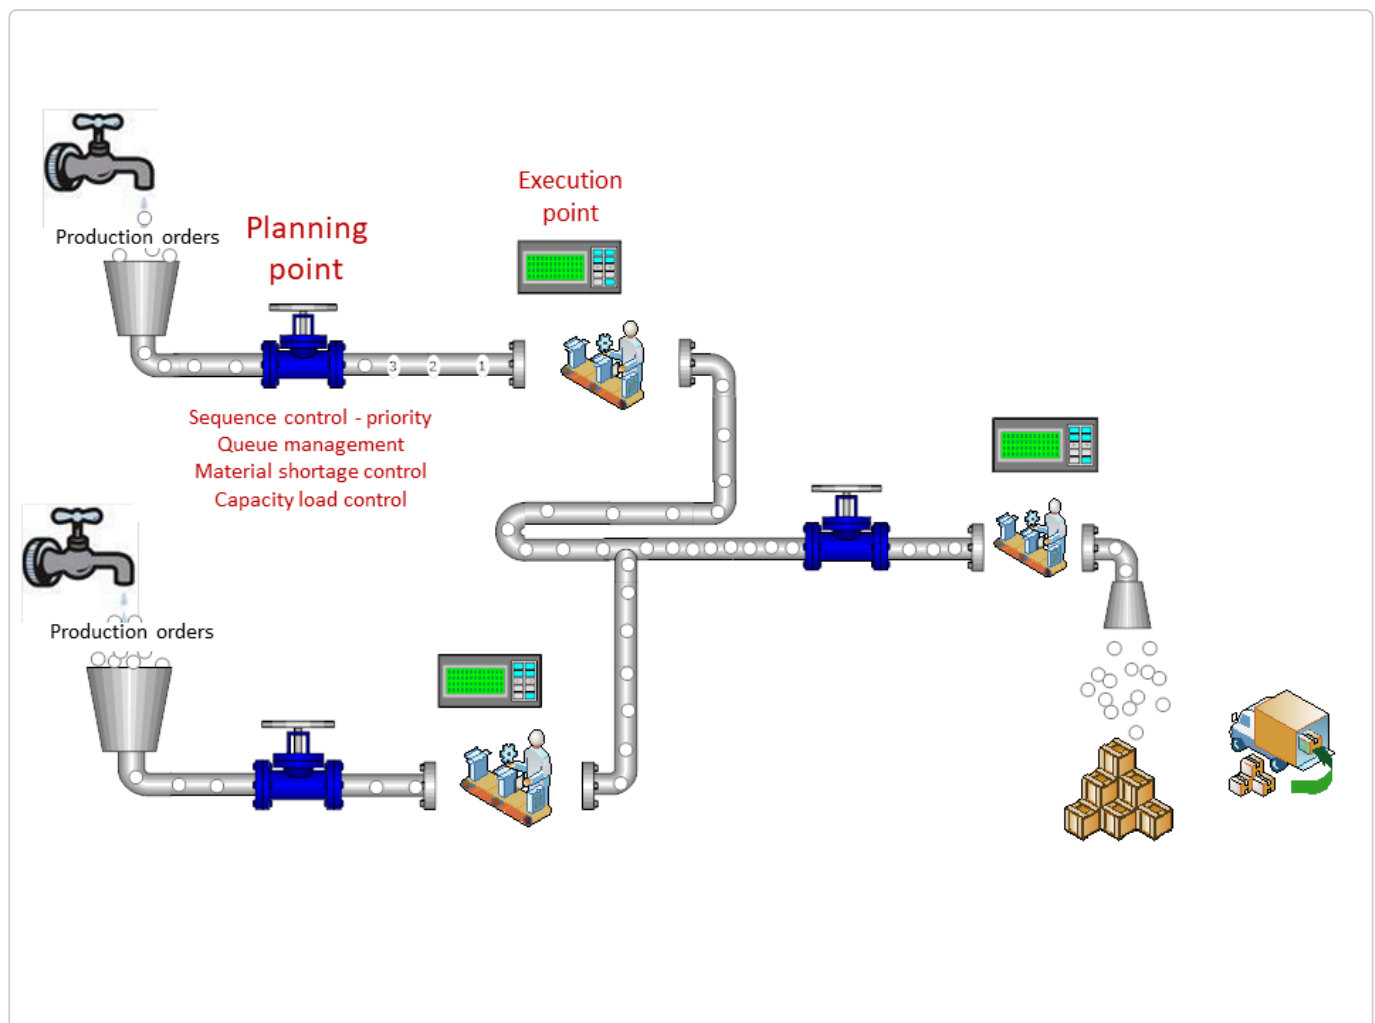 Execution
point
Production orders
Planning
point
3 2 1
Sequence control - priority
Queue management
Material shortage control
Capacity load control
Production orders